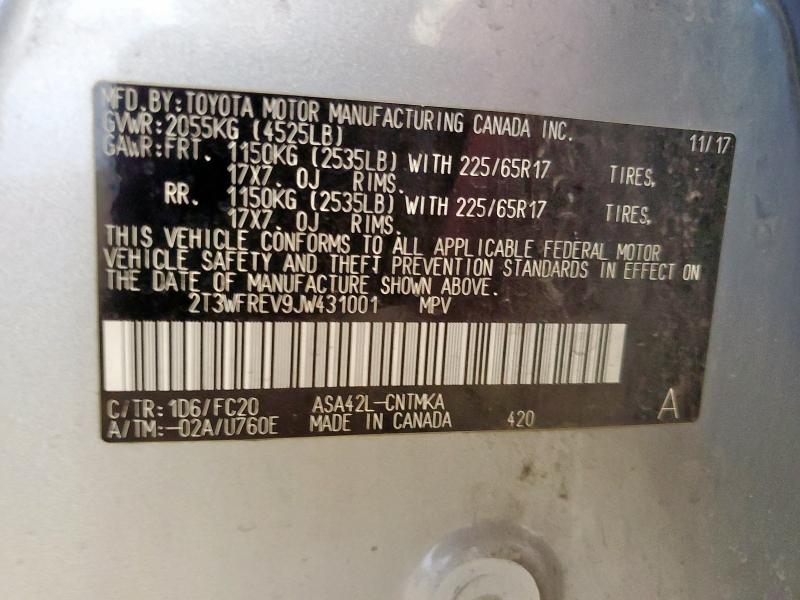 MFD. BY: TOYOTA MOTOR MANUFACTURING CANADA INC. 11/17
GVWR: 2055KG (4525LB)
GAWR: FRT. 1150KG (2535LB) WITH 225/65R17 TIRES,
17X7. 0J RIMS.
RR. 1150KG (2535LB) WITH 225/65R17 TIRES,
17X7. 0J RIMS.
THIS VEHICLE CONFORMS TO ALL APPLICABLE FEDERAL MOTOR
VEHICLE SAFETY AND THEFT PREVENTION STANDARDS IN EFFECT ON
THE DATE OF MANUFACTURE SHOWN ABOVE.
2T3WFREV9JW431001 MPV
C/TR: 1D6/FC20 ASA42L-CNTMKA A
A/TM:-02A/U760E MADE IN CANADA 420